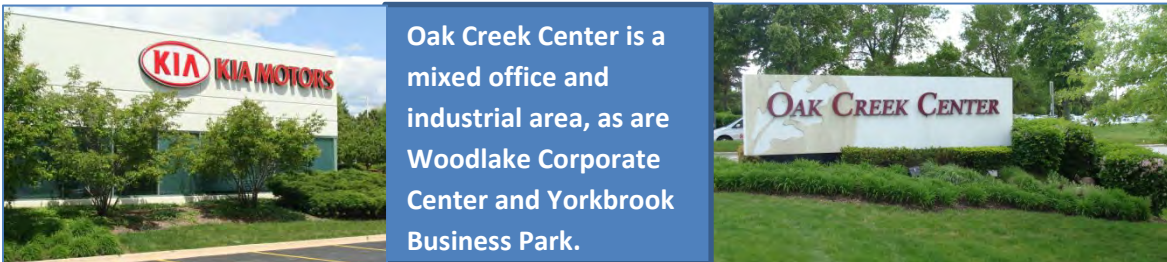 KIA KIA MOTORS
Oak Creek Center is a
mixed office and
industrial area, as are
Woodlake Corporate
Center and Yorkbrook
Business Park.
OAK CREEK CENTER